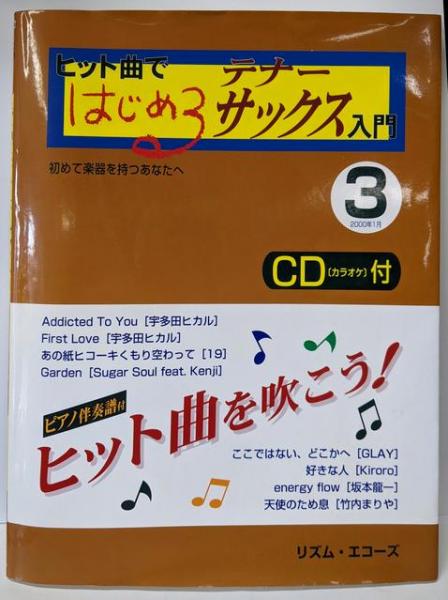 ヒット曲で
はじめる
テナー
サックス入門
初めて楽器を持つあなたへ
3
2000年1月
CD(カラオケ)付
Addicted To You [宇多田ヒカル]
First Love [宇多田ヒカル]
あの紙ヒコーキくもり空わって [19]
Garden [Sugar Soul feat. Kenji]
ピアノ伴奏譜付
ヒット曲を吹こう!
ここではない、どこかへ [GLAY]
好きな人 [Kiroro]
energy flow [坂本龍一]
天使のため息 [竹内まりや]
リズム・エコーズ